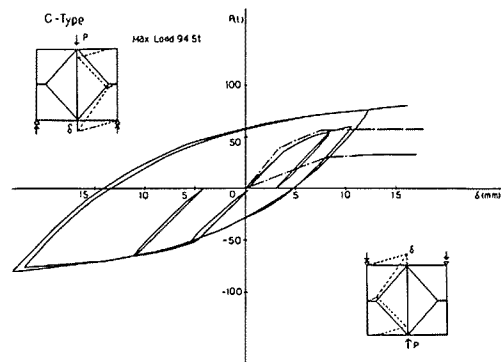 C-Type
P
P(t)
Max Load 94.5t
100
50
δ
15
10
5
0
5
10
15
δ(mm)
-50
-100
δ
P